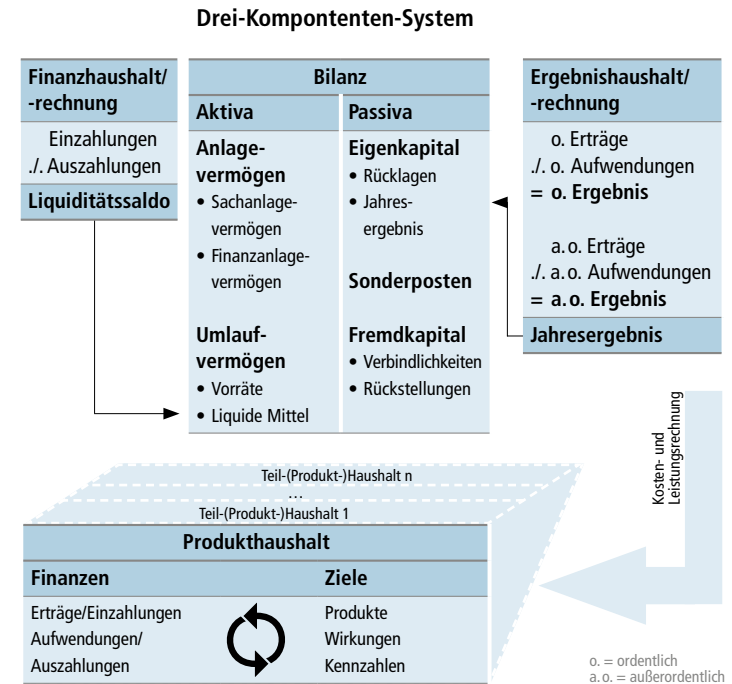 Drei-Kompontenten-System
Finanzhaushalt/
-rechnung
Einzahlungen
./. Auszahlungen
Liquiditätssaldo
Bilanz
Aktiva
Anlage-
vermögen
• Sachanlage-
vermögen
• Finanzanlage-
vermögen
Umlauf-
vermögen
• Vorräte
• Liquide Mittel
Passiva
Eigenkapital
• Rücklagen
• Jahres-
ergebnis
Sonderposten
Fremdkapital
• Verbindlichkeiten
• Rückstellungen
Ergebnishaushalt/
-rechnung
o. Erträge
./. o. Aufwendungen
= o. Ergebnis
a.o. Erträge
./. a.o. Aufwendungen
= a.o. Ergebnis
Jahresergebnis
Kosten- und
Leistungsrechnung
Teil-(Produkt-)Haushalt n
...
Teil-(Produkt-)Haushalt 1
Produkthaushalt
Finanzen
Erträge/Einzahlungen
Aufwendungen/
Auszahlungen
Ziele
Produkte
Wirkungen
Kennzahlen
o. = ordentlich
a.o. = außerordentlich